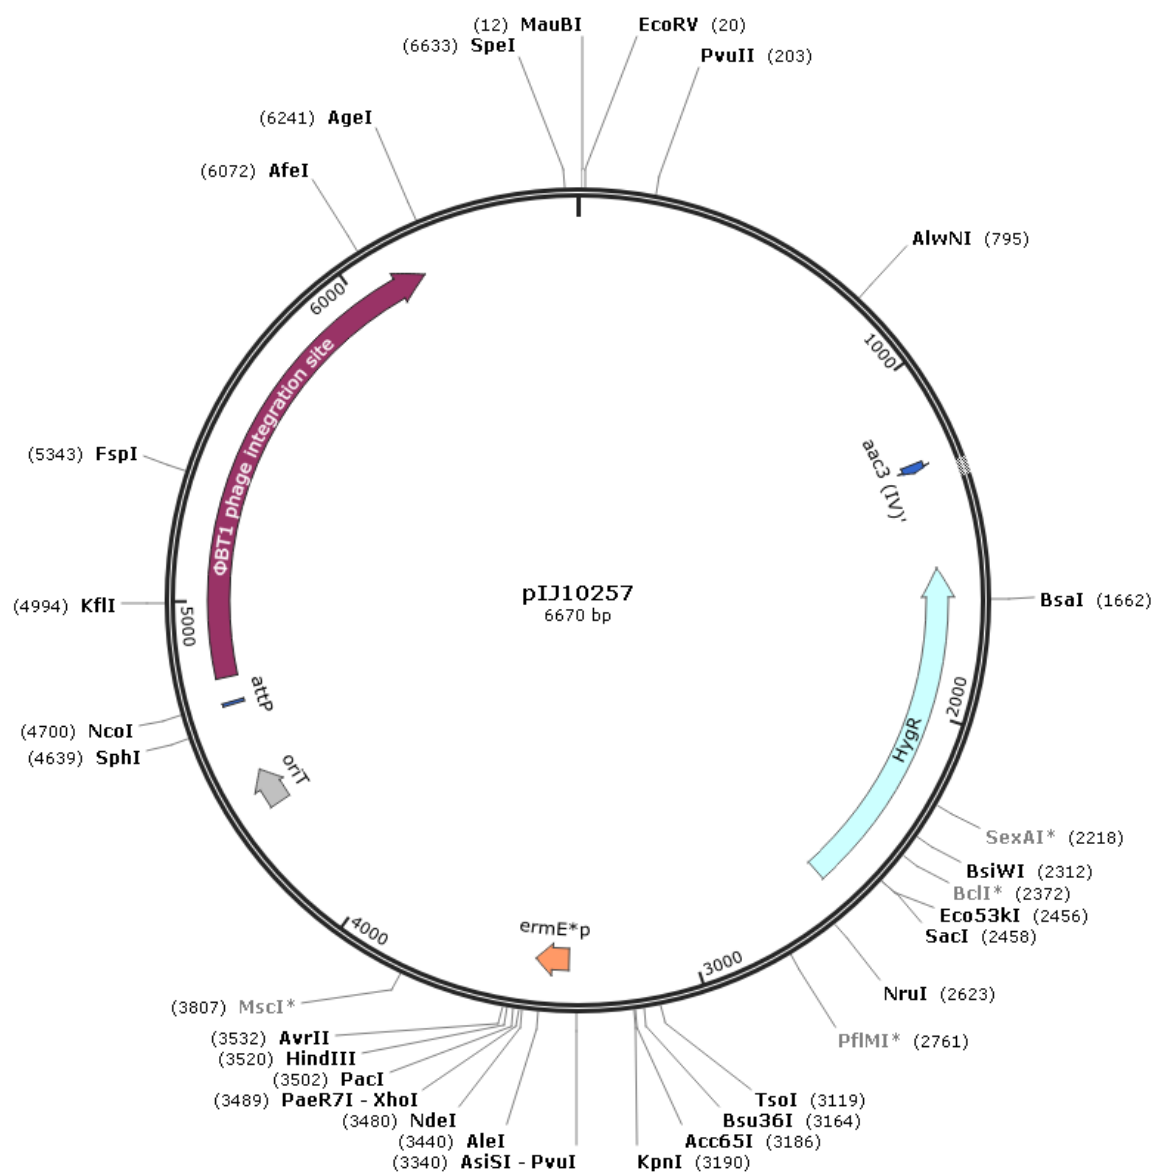 (12) MauBI
EcoRV (20)
(6633) SpeI
PvuII (203)
(6241) AgeI
(6072) AfeI
AlwNI (795)
6000
1000
aac3 (IV)'
(5343) FspI
ΦBT1 phage integration site
pIJ10257
6670 bp
(4994) KflI
BsaI (1662)
5000
attP
2000
HygR
(4700) NcoI
(4639) SphI
oriT
SexAI* (2218)
BsiWI (2312)
BclI* (2372)
Eco53kI (2456)
SacI (2458)
4000
ermE*p
3000
NruI (2623)
(3807) MscI*
PflMI* (2761)
(3532) AvrII
(3520) HindIII
(3502) PacI
(3489) PaeR7I - XhoI
(3480) NdeI
(3440) AleI
(3340) AsiSI - PvuI
TsoI (3119)
Bsu36I (3164)
Acc65I (3186)
KpnI (3190)